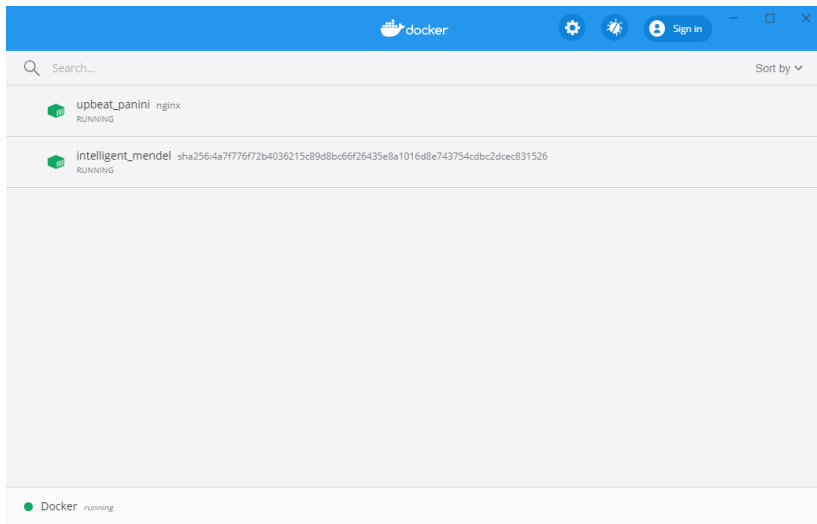 docker
Sign in
Search...
Sort by
upbeat_panini nginx
RUNNING
intelligent_mendel sha256:4a7f776f72b4036215c89d8bc66f26435e8a1016d8e743754cdbc2dcec831526
RUNNING
Docker running